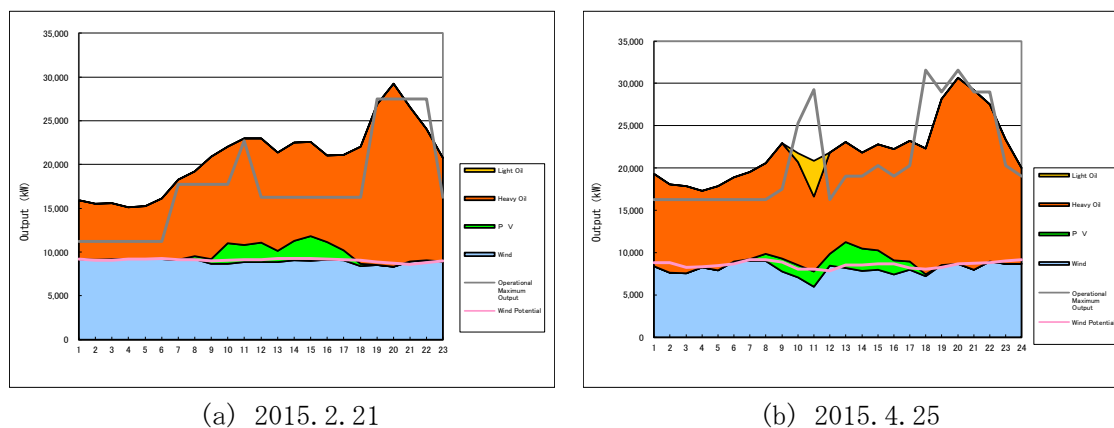 35,000
30,000
25,000
20,000
15,000
10,000
5,000
0
Output (kW)
1 2 3 4 5 6 7 8 9 10 11 12 13 14 15 16 17 18 19 20 21 22 23
Light Oil
Heavy Oil
P V
Wind
Operational
Maximum
Output
Wind Potential
(a) 2015.2.21
35,000
30,000
25,000
20,000
15,000
10,000
5,000
0
Output (kW)
1 2 3 4 5 6 7 8 9 10 11 12 13 14 15 16 17 18 19 20 21 22 23 24
Light Oil
Heavy Oil
P V
Wind
Operational
Maximum
Output
Wind Potential
(b) 2015.4.25